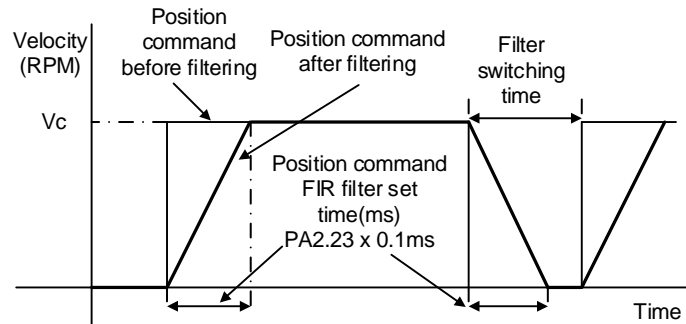 Velocity
(RPM)
Position
command
before filtering
Position command
after filtering
Filter
switching
time
Vc
Position command
FIR filter set
time(ms)
PA2.23 x 0.1ms
Time